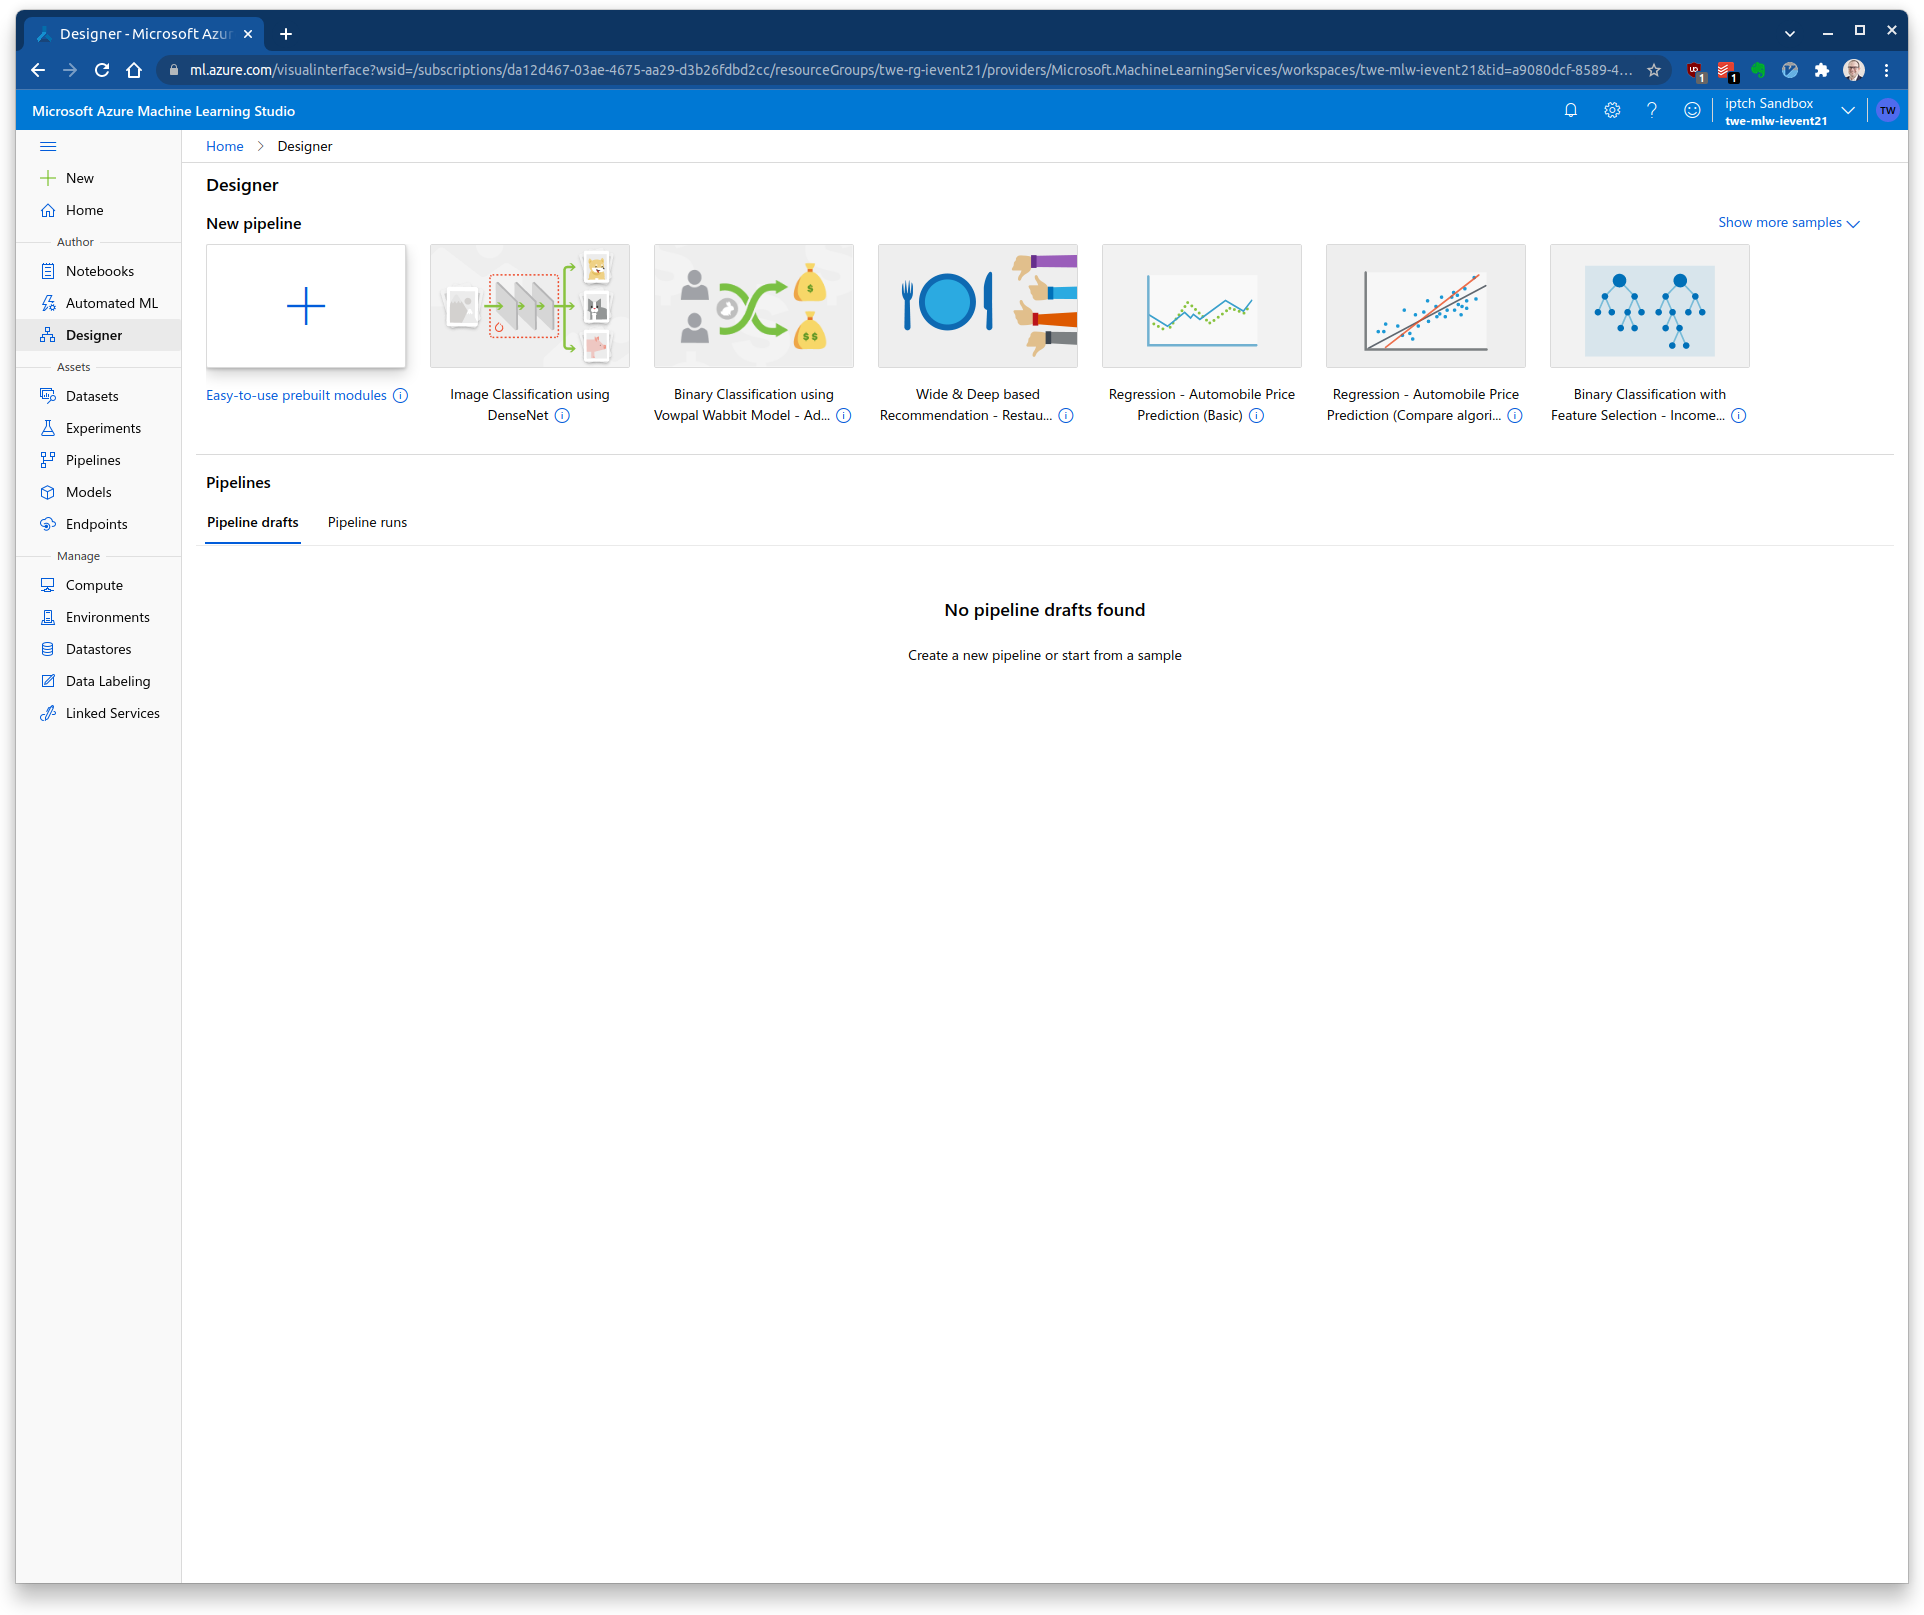 Designer - Microsoft Azur
ml.azure.com/visualinterface?wsid=/subscriptions/da12d467-03ae-4675-aa29-d3b26fdbd2cc/resourceGroups/twe-rg-ievent21/providers/Microsoft.MachineLearningServices/workspaces/twe-mlw-ievent21&tid=a9080dcf-8589-4...
1
1
Microsoft Azure Machine Learning Studio
iptch Sandbox
twe-mlw-ievent21
TW
Home > Designer
New
Home
Author
Notebooks
Automated ML
Designer
Assets
Datasets
Experiments
Pipelines
Models
Endpoints
Manage
Compute
Environments
Datastores
Data Labeling
Linked Services
Designer
New pipeline
Show more samples
Easy-to-use prebuilt modules
Image Classification using
DenseNet
$
$$
Binary Classification using
Vowpal Wabbit Model - Ad...
Wide & Deep based
Recommendation - Restau...
Regression - Automobile Price
Prediction (Basic)
Regression - Automobile Price
Prediction (Compare algori...
Binary Classification with
Feature Selection - Income...
Pipelines
Pipeline drafts
Pipeline runs
No pipeline drafts found
Create a new pipeline or start from a sample